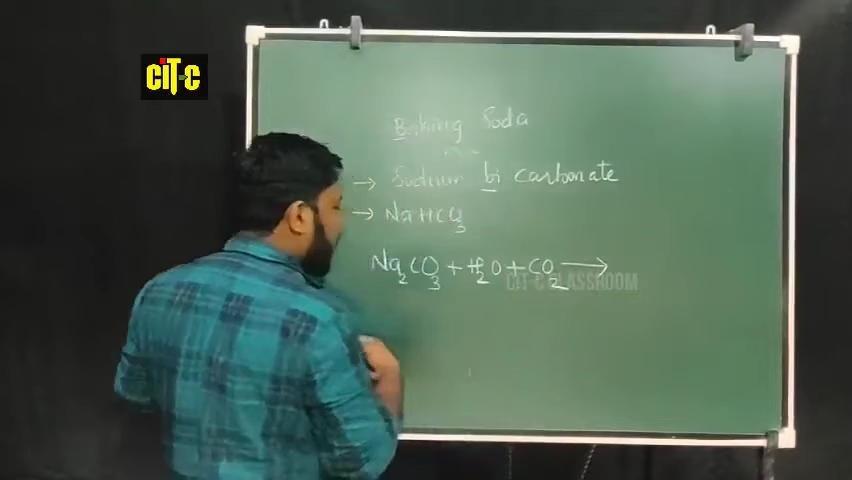 CiT-C
Baking Soda
→ Sodium bi carbonate
→ NaHCO3
Na2CO3 + H2O + CO2 →
CIT-C CLASSROOM